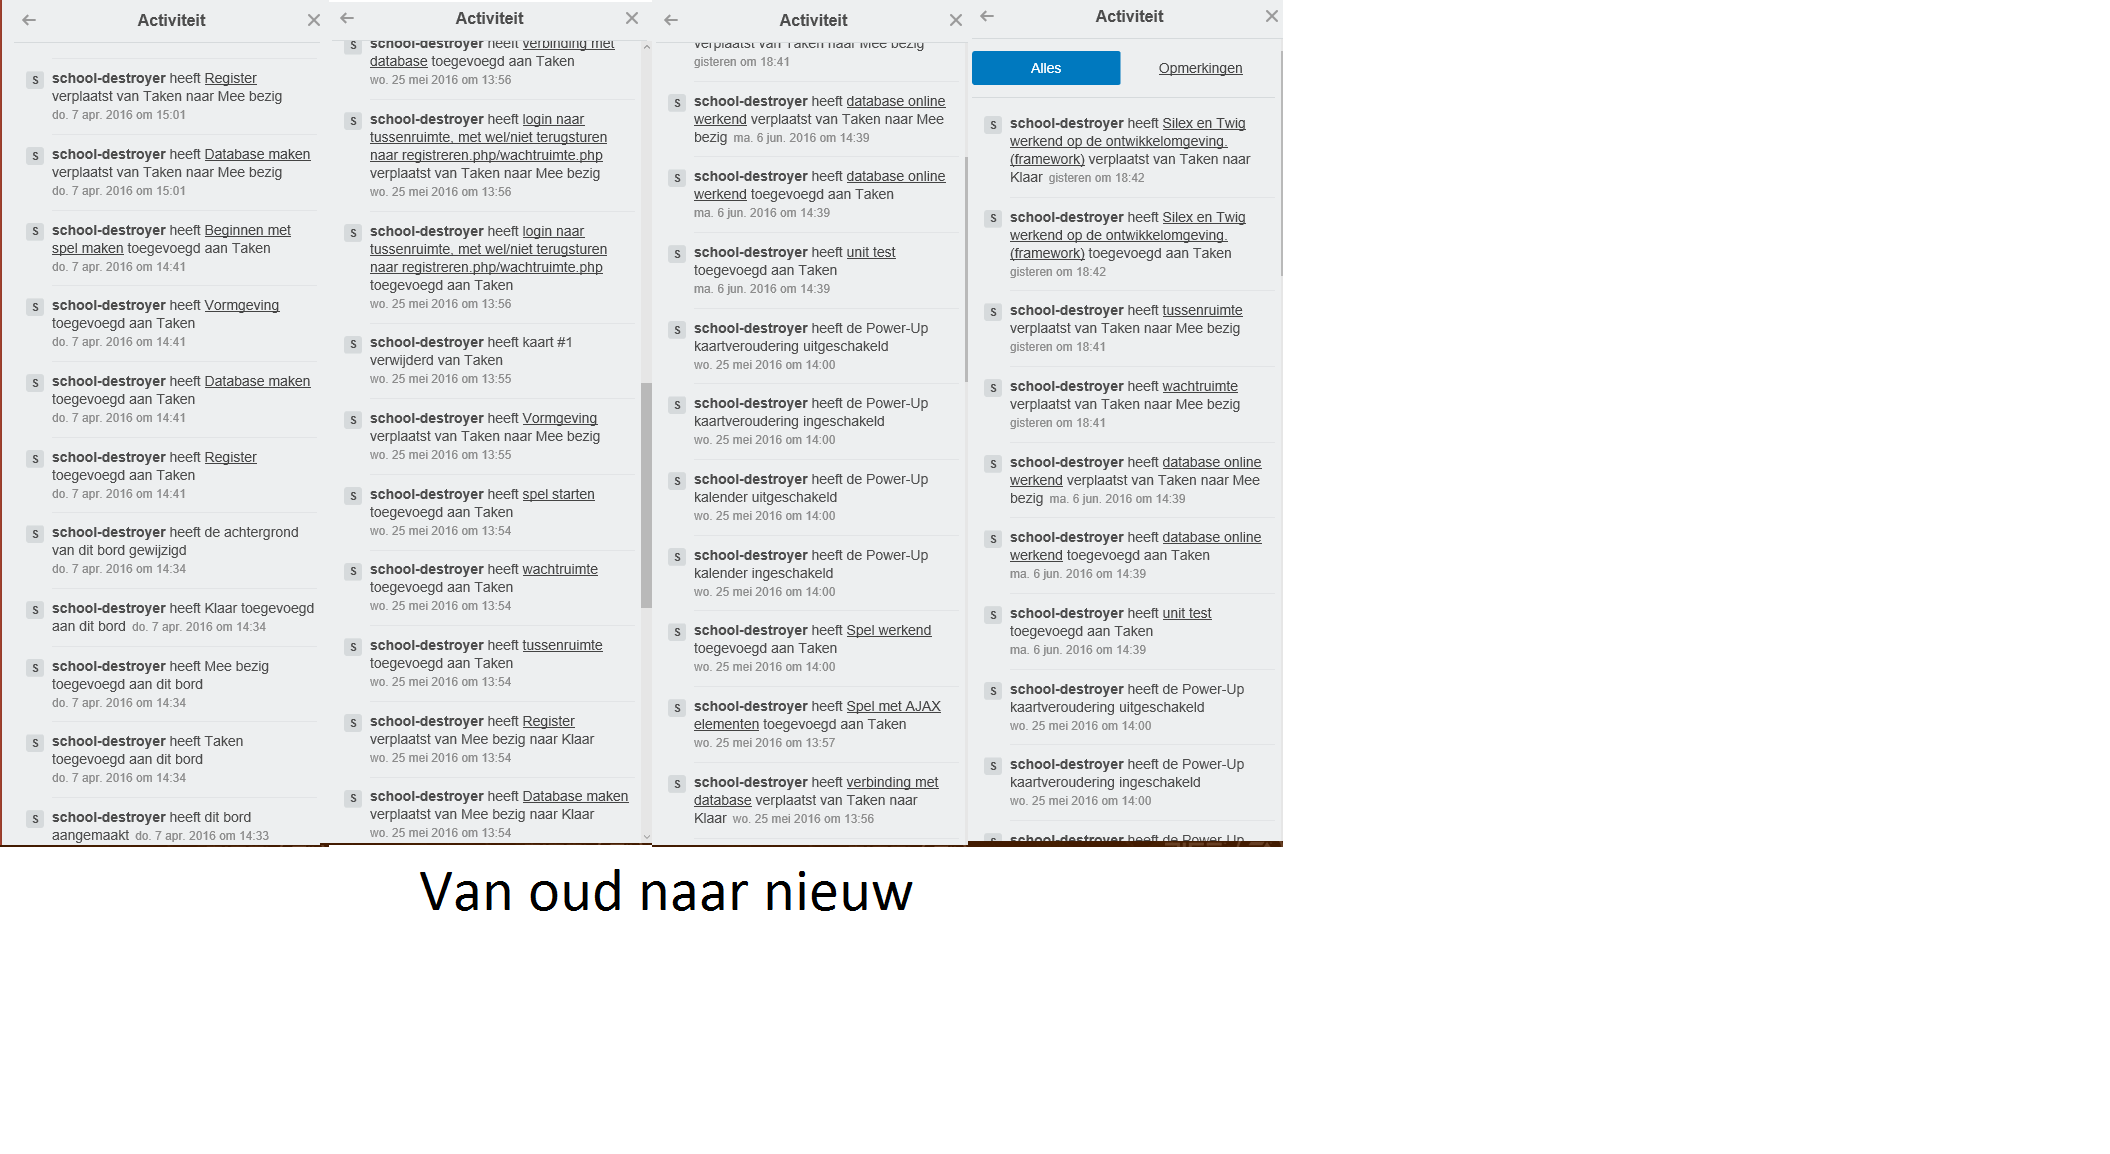 Activiteit
school-destroyer heeft Register
verplaatst van Taken naar Mee bezig
do. 7 apr. 2016 om 15:01
school-destroyer heeft Database maken
verplaatst van Taken naar Mee bezig
do. 7 apr. 2016 om 15:01
school-destroyer heeft Beginnen met
spel maken toegevoegd aan Taken
do. 7 apr. 2016 om 14:41
school-destroyer heeft Vormgeving
toegevoegd aan Taken
do. 7 apr. 2016 om 14:41
school-destroyer heeft Database maken
toegevoegd aan Taken
do. 7 apr. 2016 om 14:41
school-destroyer heeft Register
toegevoegd aan Taken
do. 7 apr. 2016 om 14:41
school-destroyer heeft de achtergrond
van dit bord gewijzigd
do. 7 apr. 2016 om 14:34
school-destroyer heeft Klaar toegevoegd
aan dit bord do. 7 apr. 2016 om 14:34
school-destroyer heeft Mee bezig
toegevoegd aan dit bord
do. 7 apr. 2016 om 14:34
school-destroyer heeft Taken
toegevoegd aan dit bord
do. 7 apr. 2016 om 14:34
school-destroyer heeft dit bord
aangemaakt do. 7 apr. 2016 om 14:33
Activiteit
school-destroyer heeft verbinding met
database toegevoegd aan Taken
wo. 25 mei 2016 om 13:56
school-destroyer heeft login naar
tussenruimte, met wel/niet terugsturen
naar registreren.php/wachtruimte.php
verplaatst van Taken naar Mee bezig
wo. 25 mei 2016 om 13:56
school-destroyer heeft login naar
tussenruimte, met wel/niet terugsturen
naar registreren.php/wachtruimte.php
toegevoegd aan Taken
wo. 25 mei 2016 om 13:56
school-destroyer heeft kaart #1
verwijderd van Taken
wo. 25 mei 2016 om 13:55
school-destroyer heeft Vormgeving
verplaatst van Taken naar Mee bezig
wo. 25 mei 2016 om 13:55
school-destroyer heeft spel starten
toegevoegd aan Taken
wo. 25 mei 2016 om 13:54
school-destroyer heeft wachtruimte
toegevoegd aan Taken
wo. 25 mei 2016 om 13:54
school-destroyer heeft tussenruimte
toegevoegd aan Taken
wo. 25 mei 2016 om 13:54
school-destroyer heeft Register
verplaatst van Mee bezig naar Klaar
wo. 25 mei 2016 om 13:54
school-destroyer heeft Database maken
verplaatst van Mee bezig naar Klaar
wo. 25 mei 2016 om 13:54
Activiteit
verplaatst van Taken naar Mee bezig
gisteren om 18:41
school-destroyer heeft database online
werkend verplaatst van Taken naar Mee
bezig ma. 6 jun. 2016 om 14:39
school-destroyer heeft database online
werkend toegevoegd aan Taken
ma. 6 jun. 2016 om 14:39
school-destroyer heeft unit test
toegevoegd aan Taken
ma. 6 jun. 2016 om 14:39
school-destroyer heeft de Power-Up
kaartveroudering uitgeschakeld
wo. 25 mei 2016 om 14:00
school-destroyer heeft de Power-Up
kaartveroudering ingeschakeld
wo. 25 mei 2016 om 14:00
school-destroyer heeft de Power-Up
kalender uitgeschakeld
wo. 25 mei 2016 om 14:00
school-destroyer heeft de Power-Up
kalender ingeschakeld
wo. 25 mei 2016 om 14:00
school-destroyer heeft Spel werkend
toegevoegd aan Taken
wo. 25 mei 2016 om 14:00
school-destroyer heeft Spel met AJAX
elementen toegevoegd aan Taken
wo. 25 mei 2016 om 13:57
school-destroyer heeft verbinding met
database verplaatst van Taken naar
Klaar wo. 25 mei 2016 om 13:56
Activiteit
Alles Opmerkingen
school-destroyer heeft Silex en Twig
werkend op de ontwikkelomgeving.
(framework) verplaatst van Taken naar
Klaar gisteren om 18:42
school-destroyer heeft Silex en Twig
werkend op de ontwikkelomgeving.
(framework) toegevoegd aan Taken
gisteren om 18:42
school-destroyer heeft tussenruimte
verplaatst van Taken naar Mee bezig
gisteren om 18:41
school-destroyer heeft wachtruimte
verplaatst van Taken naar Mee bezig
gisteren om 18:41
school-destroyer heeft database online
werkend verplaatst van Taken naar Mee
bezig ma. 6 jun. 2016 om 14:39
school-destroyer heeft database online
werkend toegevoegd aan Taken
ma. 6 jun. 2016 om 14:39
school-destroyer heeft unit test
toegevoegd aan Taken
ma. 6 jun. 2016 om 14:39
school-destroyer heeft de Power-Up
kaartveroudering uitgeschakeld
wo. 25 mei 2016 om 14:00
school-destroyer heeft de Power-Up
kaartveroudering ingeschakeld
wo. 25 mei 2016 om 14:00
school-destroyer heeft de Power-Up
Van oud naar nieuw